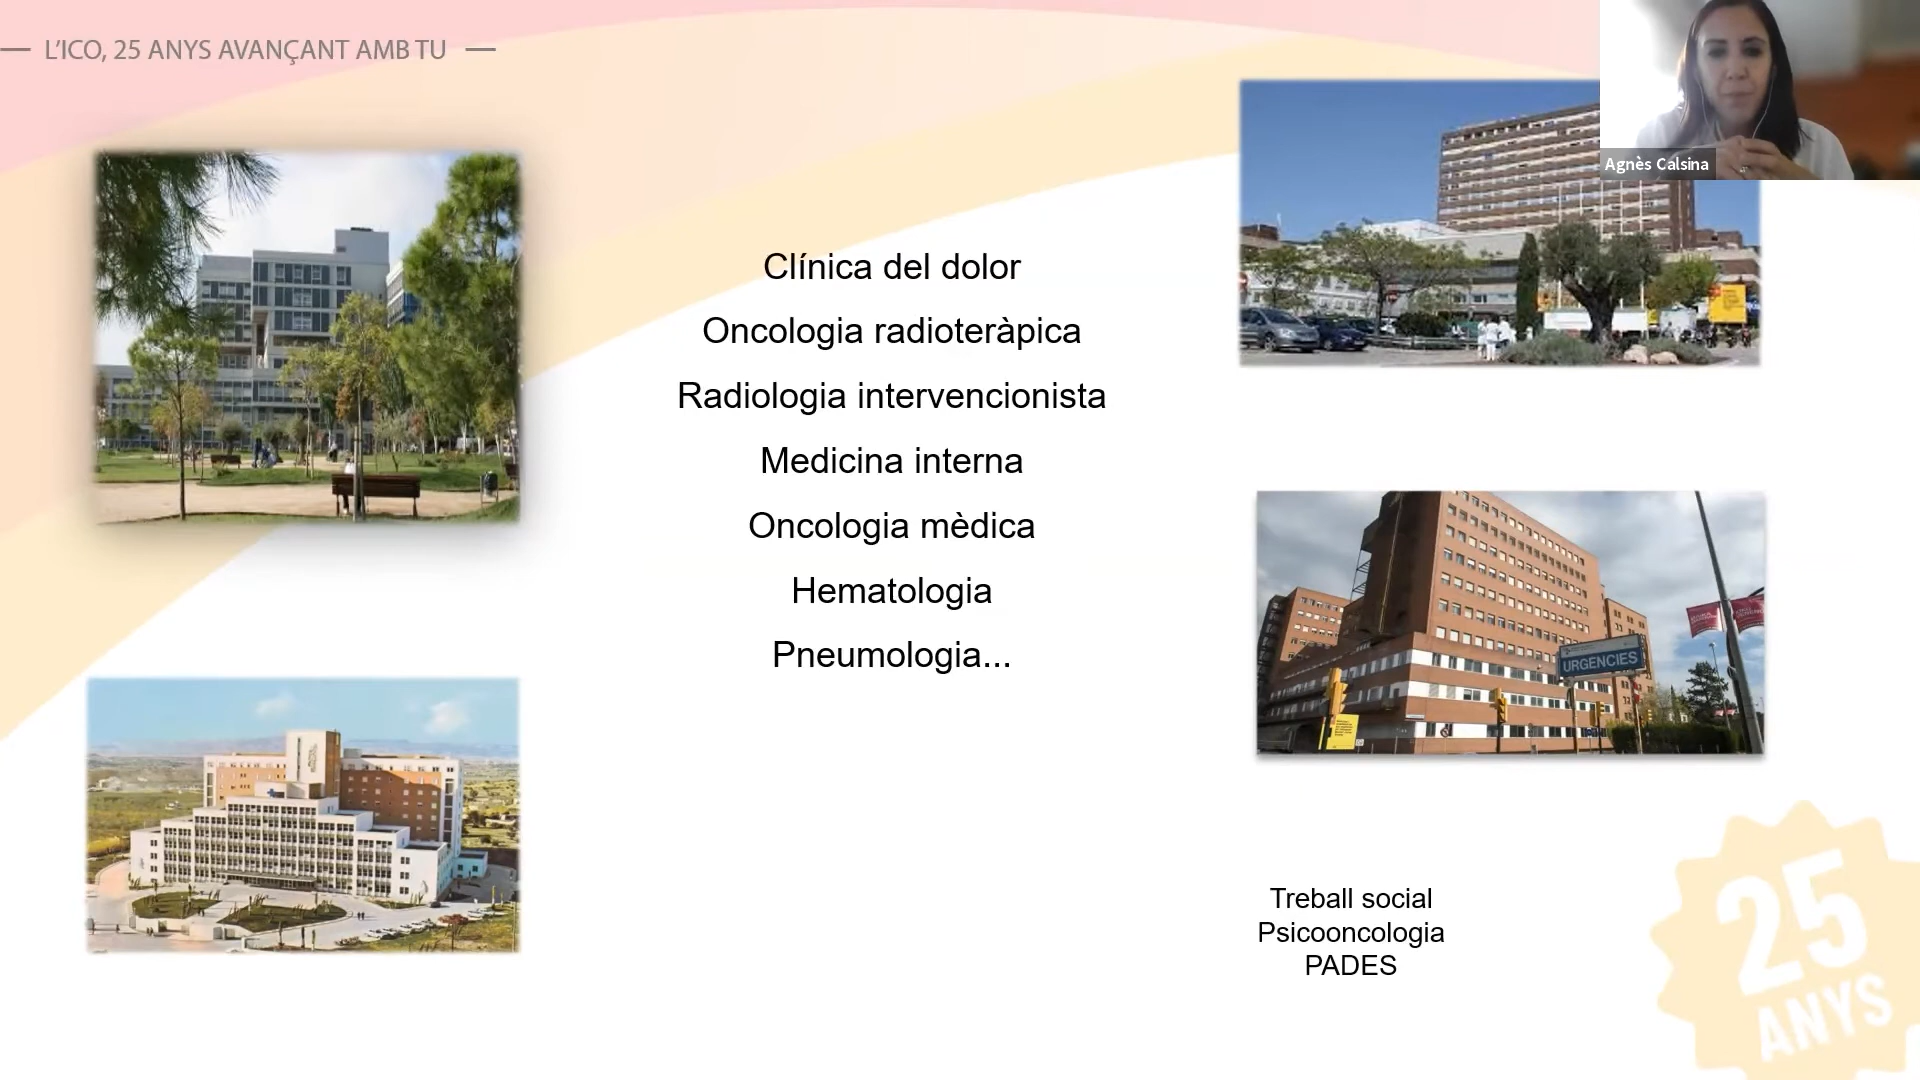 L'ICO, 25 ANYS AVANÇANT AMB TU
Agnès Calsina
Clínica del dolor
Oncologia radioteràpica
Radiologia intervencionista
Medicina interna
Oncologia mèdica
Hematologia
Pneumologia...
URGENCIES
Treball social
Psicooncologia
PADES
25
ANYS